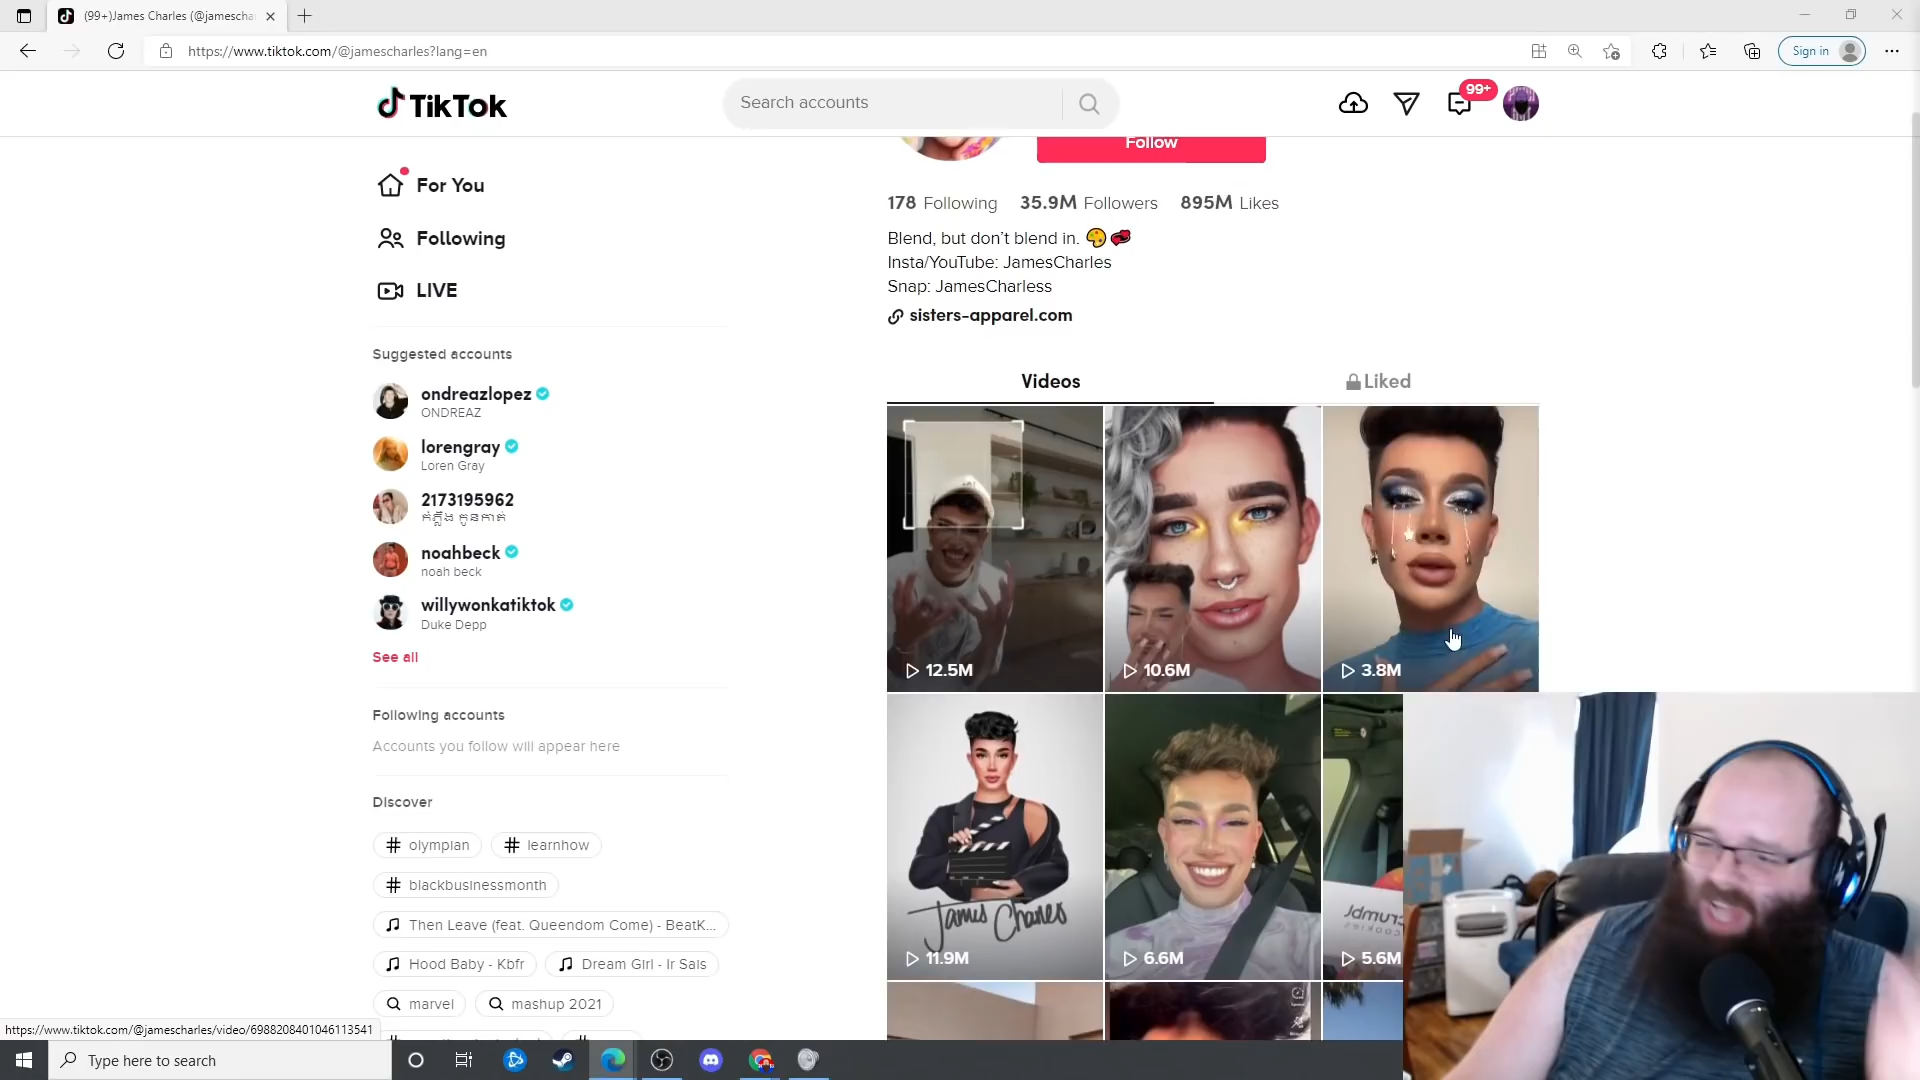 (99+)James Charles (@jamescha
https://www.tiktok.com/@jamescharles?lang=en
Sign in
TikTok
Search accounts
99+
Follow
For You
Following
LIVE
178 Following 35.9M Followers 895M Likes
Blend, but don't blend in. 🎨💋
Insta/YouTube: JamesCharles
Snap: JamesCharless
sisters-apparel.com
Videos
Liked
Suggested accounts
ondreazlopez
ONDREAZ
lorengray
Loren Gray
2173195962
noahbeck
noah beck
willywonkatiktok
Duke Depp
See all
Following accounts
Accounts you follow will appear here
Discover
# olympian
# learnhow
# blackbusinessmonth
Then Leave (feat. Queendom Come) - BeatK...
Hood Baby - Kbfr
Dream Girl - Ir Sais
marvel
mashup 2021
12.5M
10.6M
3.8M
James Charles
11.9M
6.6M
crumbl
cookies
5.6M
https://www.tiktok.com/@jamescharles/video/6988208401046113541
Type here to search